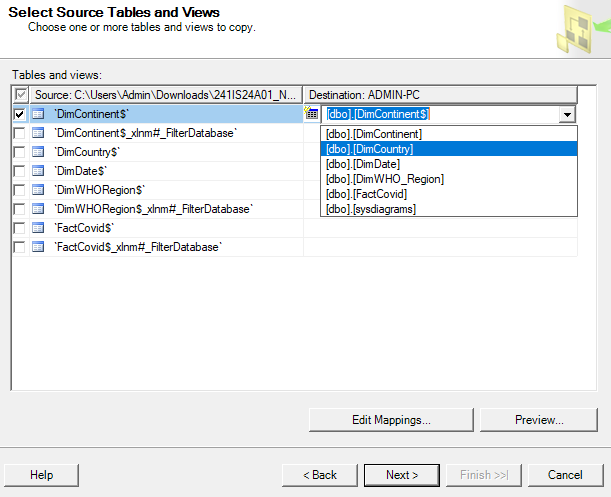 Select Source Tables and Views
Choose one or more tables and views to copy.
Tables and views:
Source: C:\Users\Admin\Downloads\241IS24A01_N... Destination: ADMIN-PC
`DimContinent$` [dbo].[DimContinent$]
`DimContinent$_xlnm#_FilterDatabase` [dbo].[DimContinent]
`DimCountry$` [dbo].[DimCountry]
`DimDate$` [dbo].[DimDate]
`DimWHORegion$` [dbo].[DimWHO_Region]
`DimWHORegion$_xlnm#_FilterDatabase` [dbo].[FactCovid]
[dbo].[sysdiagrams]
`FactCovid$`
`FactCovid$_xlnm#_FilterDatabase`
Edit Mappings... Preview...
Help < Back Next > Finish >>| Cancel